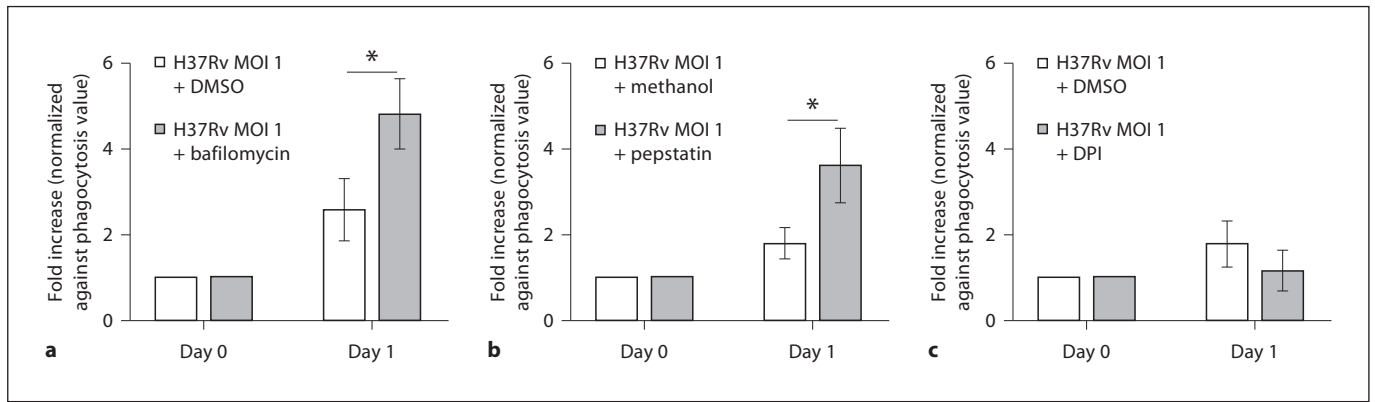 Fold increase (normalized
against phagocytosis value)
6
4
2
0
H37Rv MOI 1
+ DMSO
H37Rv MOI 1
+ bafilomycin
*
Day 0
Day 1
a
Fold increase (normalized
against phagocytosis value)
6
4
2
0
H37Rv MOI 1
+ methanol
H37Rv MOI 1
+ pepstatin
*
Day 0
Day 1
b
Fold increase (normalized
against phagocytosis value)
6
4
2
0
H37Rv MOI 1
+ DMSO
H37Rv MOI 1
+ DPI
Day 0
Day 1
c